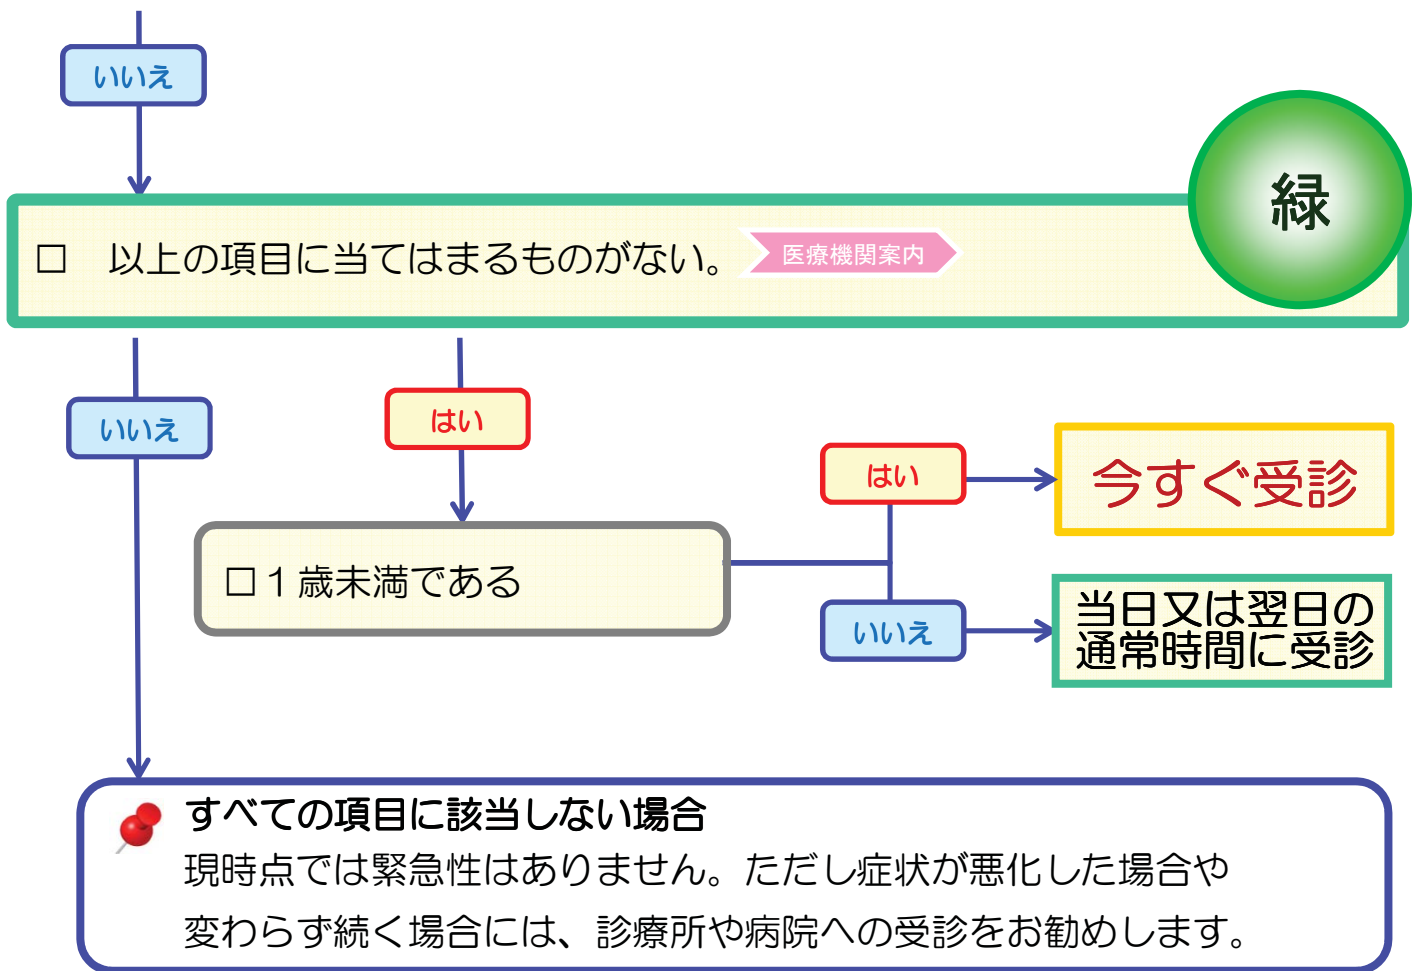 いいえ
緑
□ 以上の項目に当てはまるものがない。 医療機関案内
いいえ
はい
はい
今すぐ受診
□1歳未満である
いいえ
当日又は翌日の
通常時間に受診
すべての項目に該当しない場合
現時点では緊急性はありません。ただし症状が悪化した場合や
変わらず続く場合には、診療所や病院への受診をお勧めします。